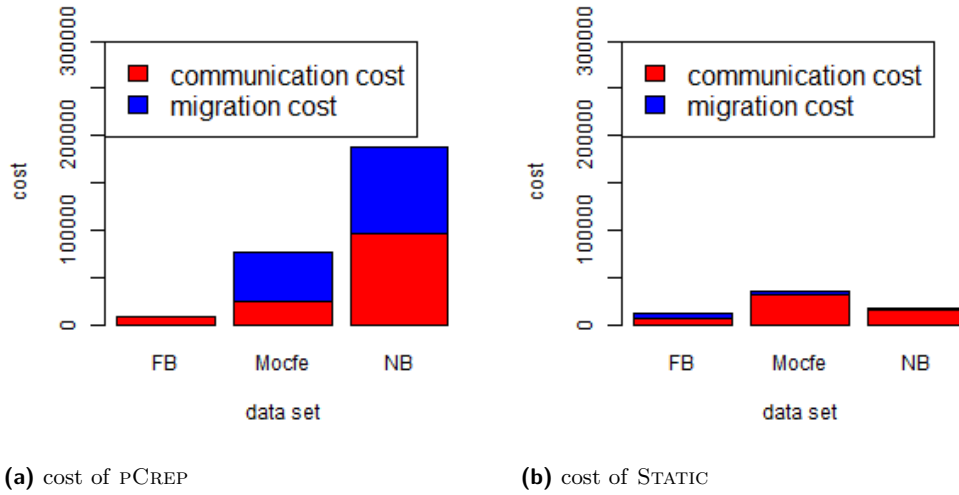 300000
200000
100000
0
cost
communication cost
migration cost
FB Mocfe NB
data set
(a) cost of PCREP
300000
200000
100000
0
cost
communication cost
migration cost
FB Mocfe NB
data set
(b) cost of STATIC